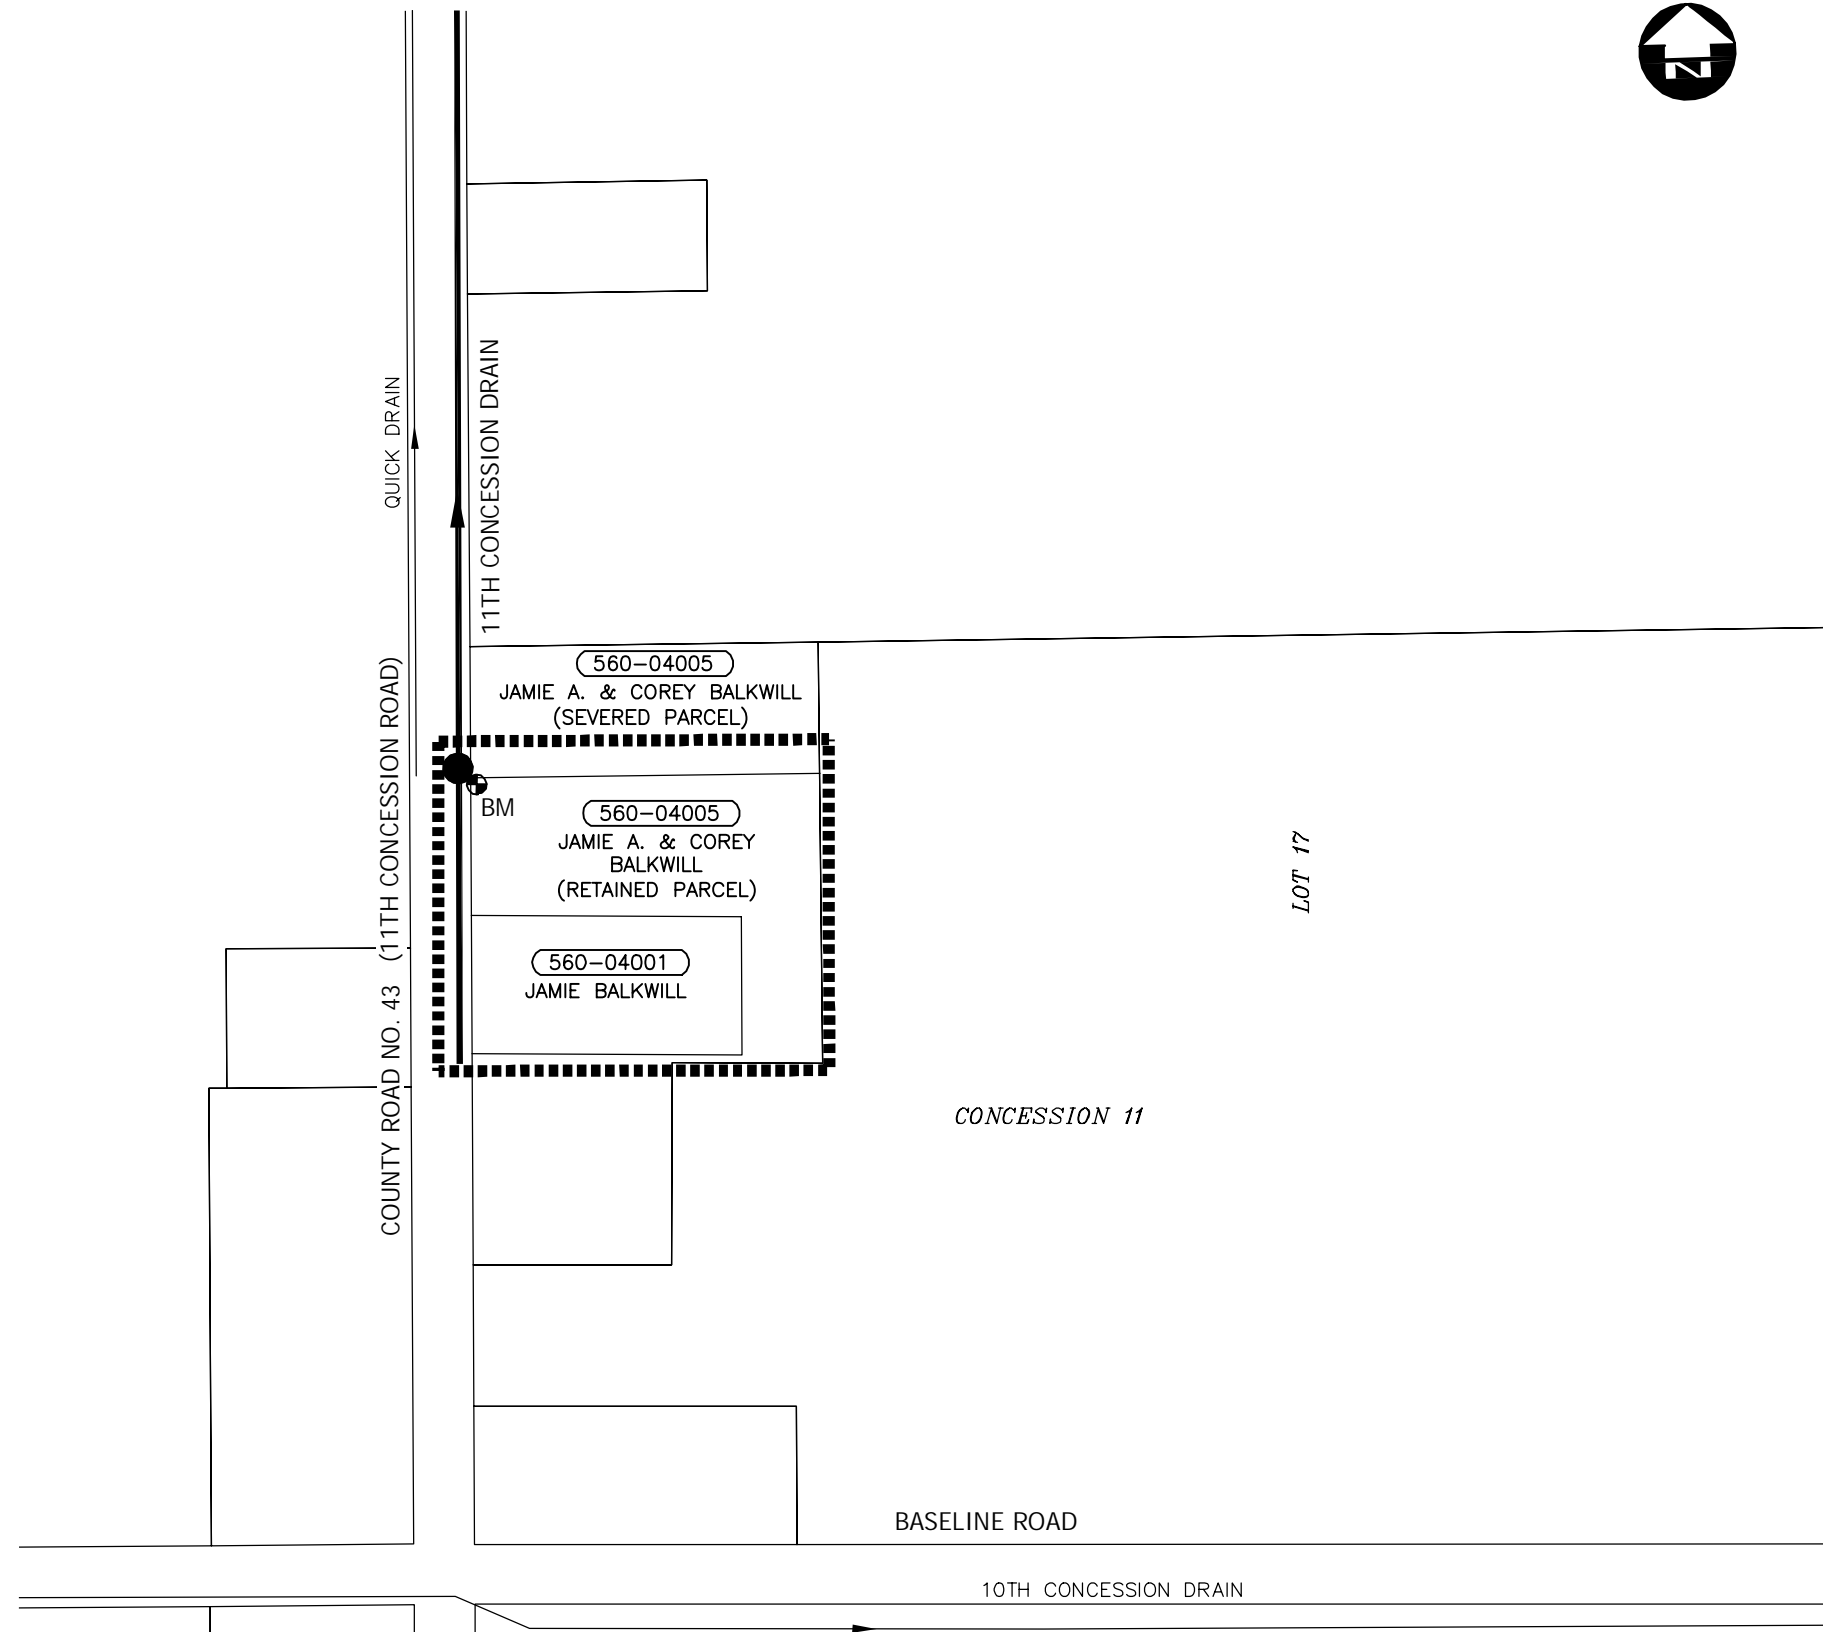 N
QUICK DRAIN
11TH CONCESSION DRAIN
560-04005
JAMIE A. & COREY BALKWILL
(SEVERED PARCEL)
COUNTY ROAD NO. 43 (11TH CONCESSION ROAD)
BM
560-04005
JAMIE A. & COREY
BALKWILL
(RETAINED PARCEL)
LOT 17
560-04001
JAMIE BALKWILL
CONCESSION 11
BASELINE ROAD
10TH CONCESSION DRAIN